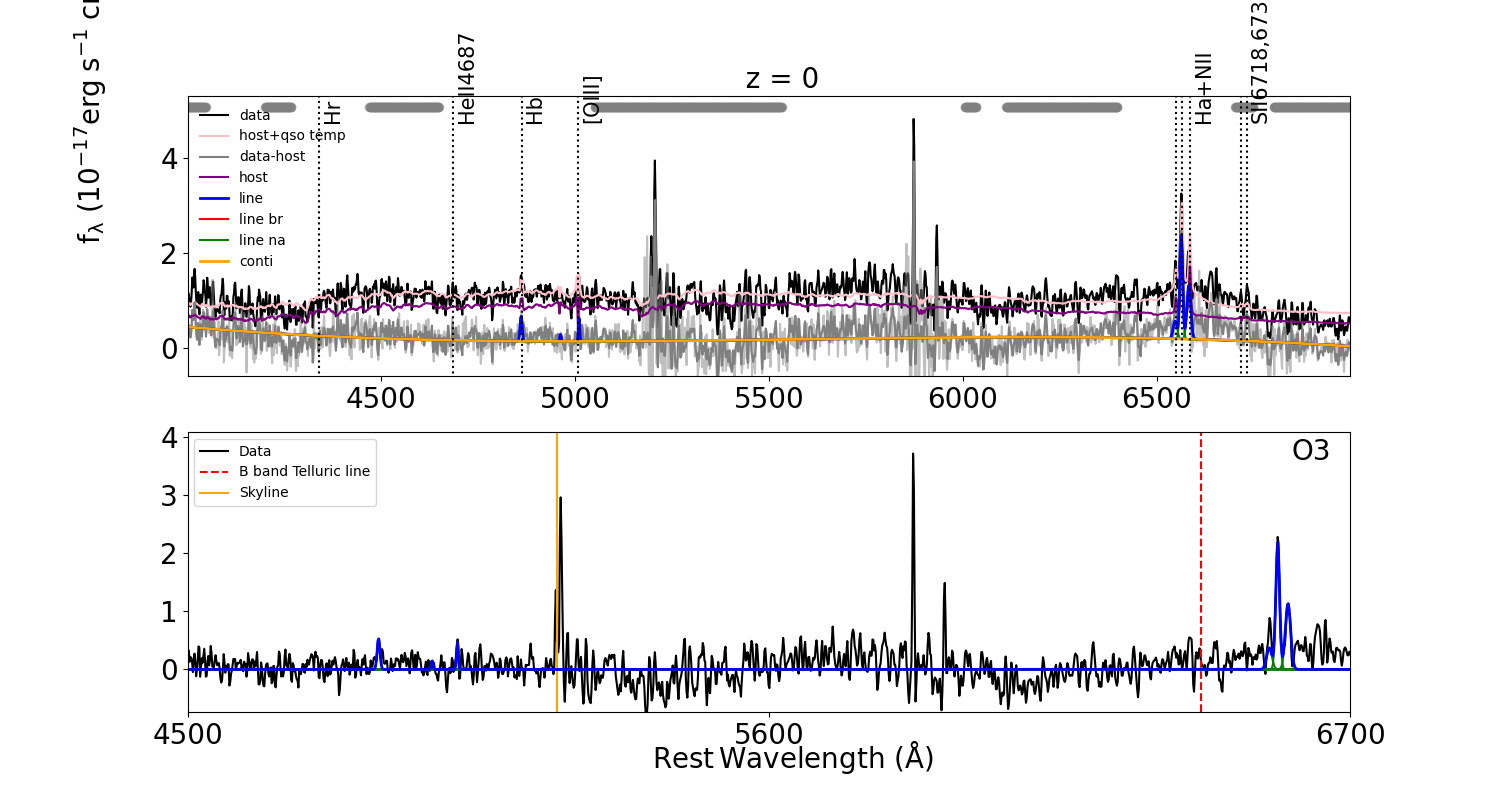 f_λ (10^−17 erg s^−1
HeII4687
SII6718,673
Ha+NII
z = 0
Hr
Hb
[OIII]
data
host+qso temp
data-host
host
line
line br
line na
conti
4
2
0
4500
5000
5500
6000
6500
O3
Data
B band Telluric line
Skyline
4
3
2
1
0
4500
5600
6700
Rest Wavelength (Å)